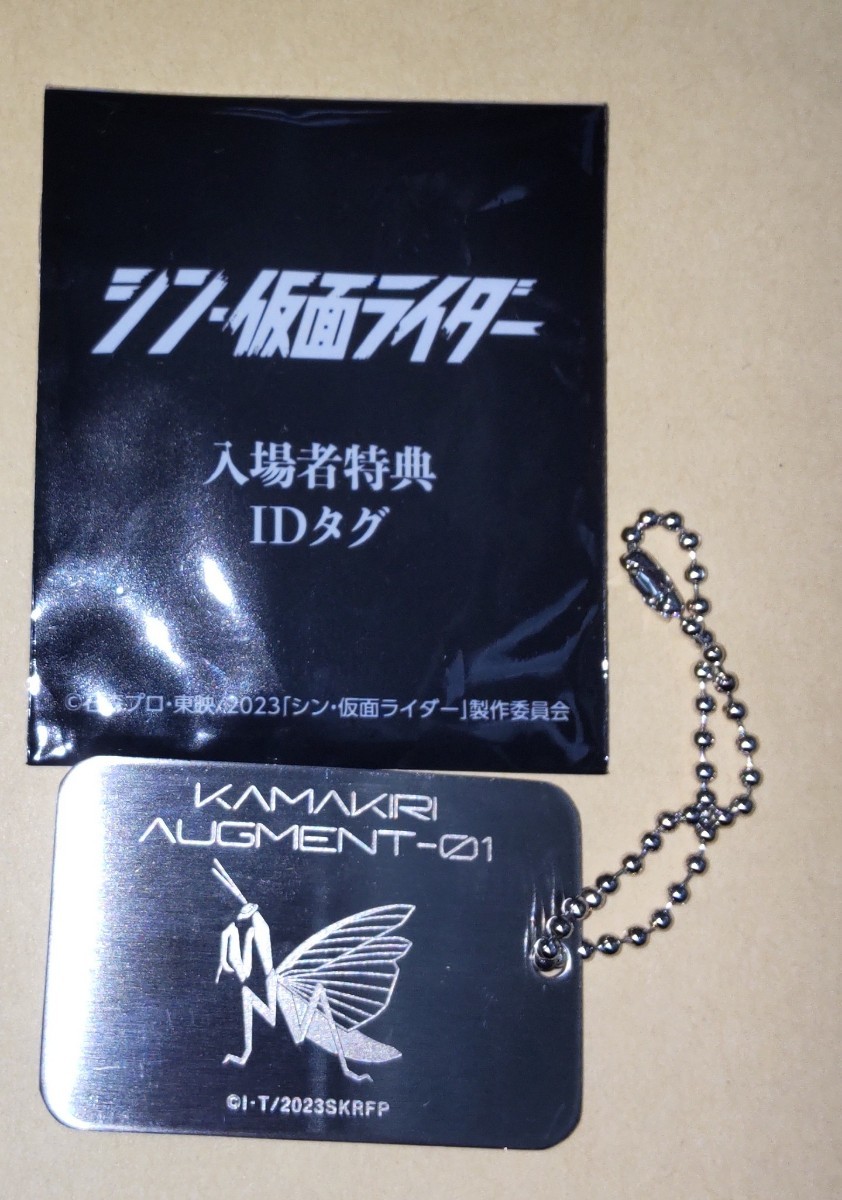 シン・仮面ライダー
入場者特典
IDタグ
©石森プロ・東映/2023「シン・仮面ライダー」製作委員会
KAMAKIRI
AUGMENT-01
©I·T/2023SKRFP